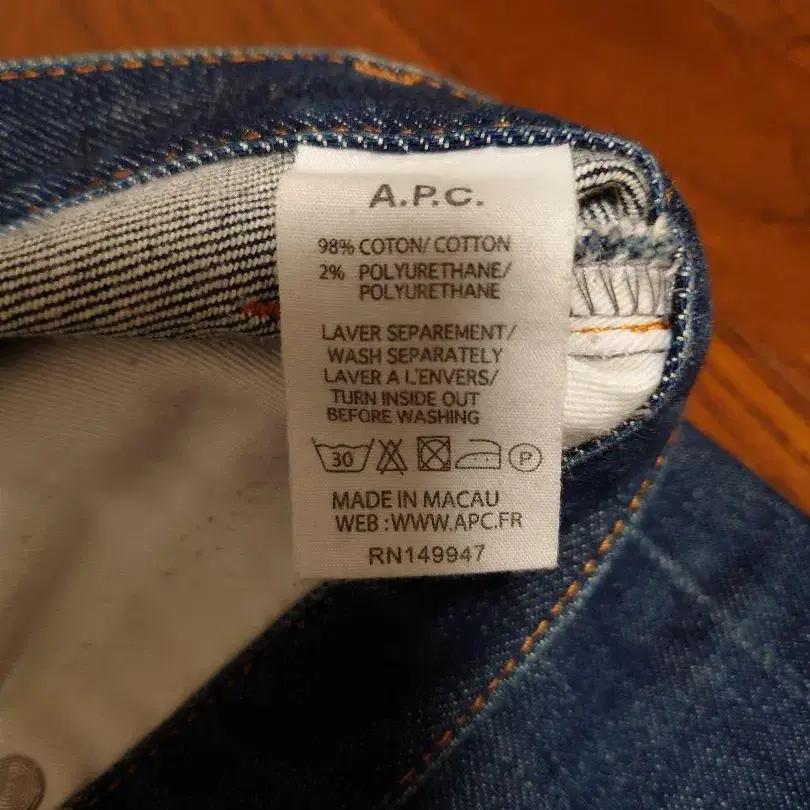 A.P.C.
98% COTON/ COTTON
2% POLYURETHANE/
POLYURETHANE
LAVER SEPAREMENT/
WASH SEPARATELY
LAVER A L'ENVERS/
TURN INSIDE OUT
BEFORE WASHING
30 P
MADE IN MACAU
WEB :WWW.APC.FR
RN149947